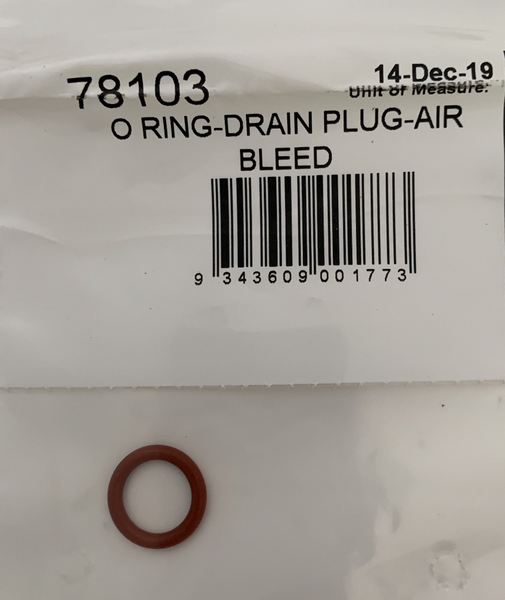 78103
14-Dec-19
Unit of Measure:
O RING-DRAIN PLUG-AIR
BLEED
9 343609 001773